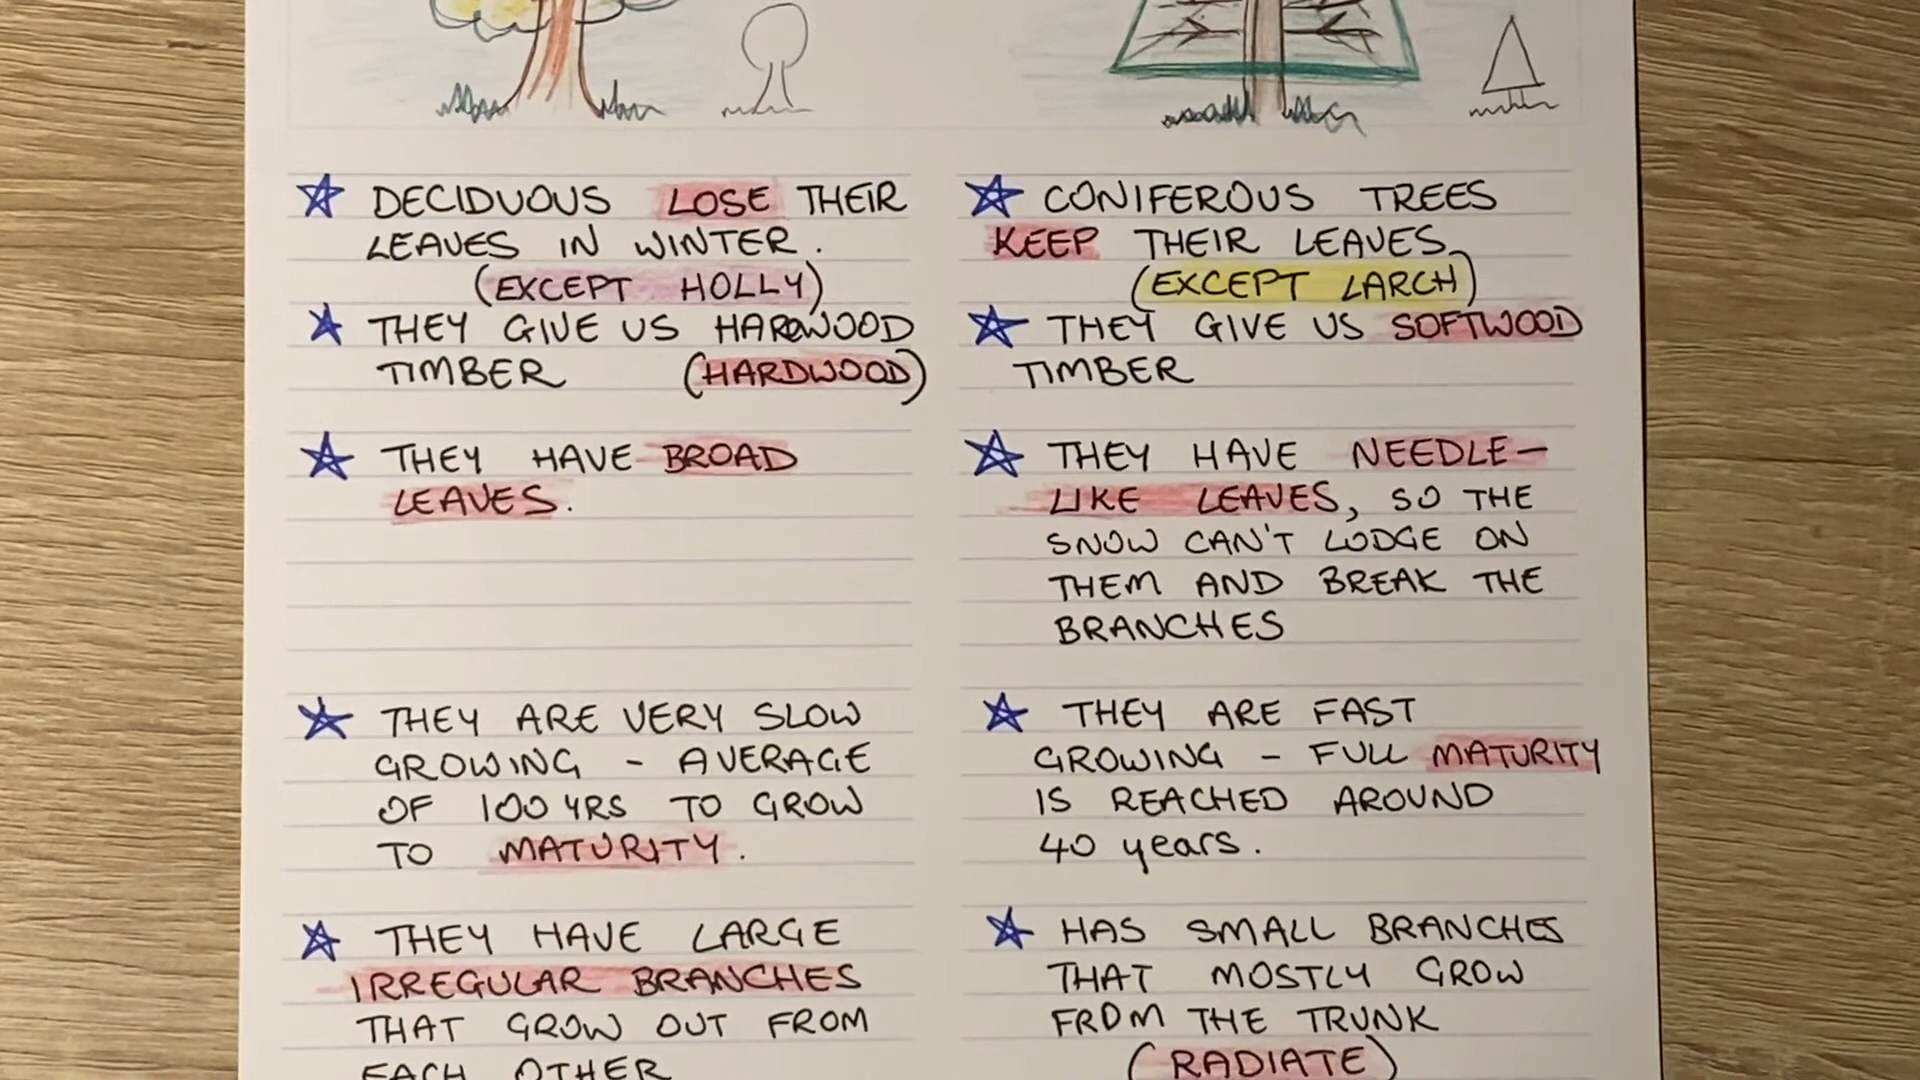 DECIDUOUS LOSE THEIR
LEAVES IN WINTER.
(EXCEPT HOLLY)
THEY GIVE US HARDWOOD
TIMBER (HARDWOOD)
THEY HAVE BROAD
LEAVES.
THEY ARE VERY SLOW
GROWING - AVERAGE
OF 100 YRS TO GROW
TO MATURITY.
THEY HAVE LARGE
IRREGULAR BRANCHES
THAT GROW OUT FROM
EACH OTHER
CONIFEROUS TREES
KEEP THEIR LEAVES
(EXCEPT LARCH)
THEY GIVE US SOFTWOOD
TIMBER
THEY HAVE NEEDLE-
LIKE LEAVES, SO THE
SNOW CAN'T LODGE ON
THEM AND BREAK THE
BRANCHES
THEY ARE FAST
GROWING - FULL MATURITY
IS REACHED AROUND
40 years.
HAS SMALL BRANCHES
THAT MOSTLY GROW
FROM THE TRUNK
(RADIATE)